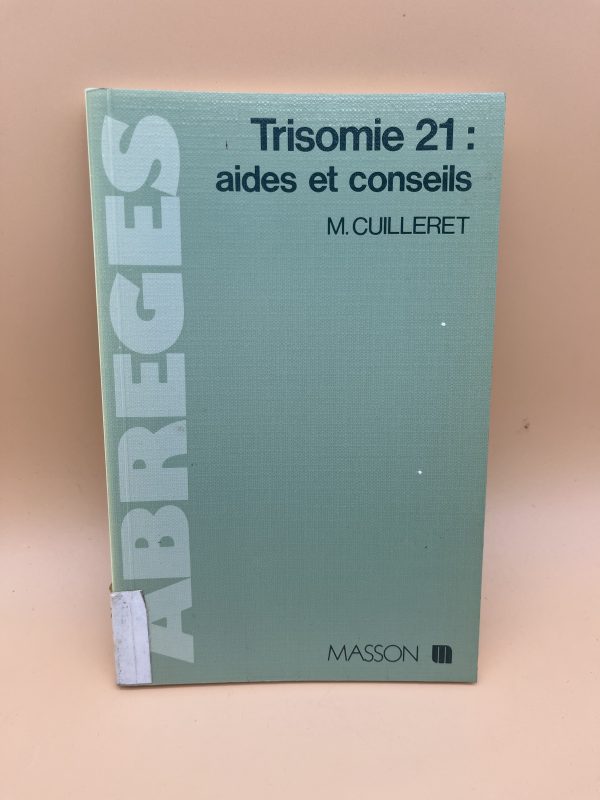 Trisomie 21 :
aides et conseils
M. CUILLERET
ABREGES
MASSON